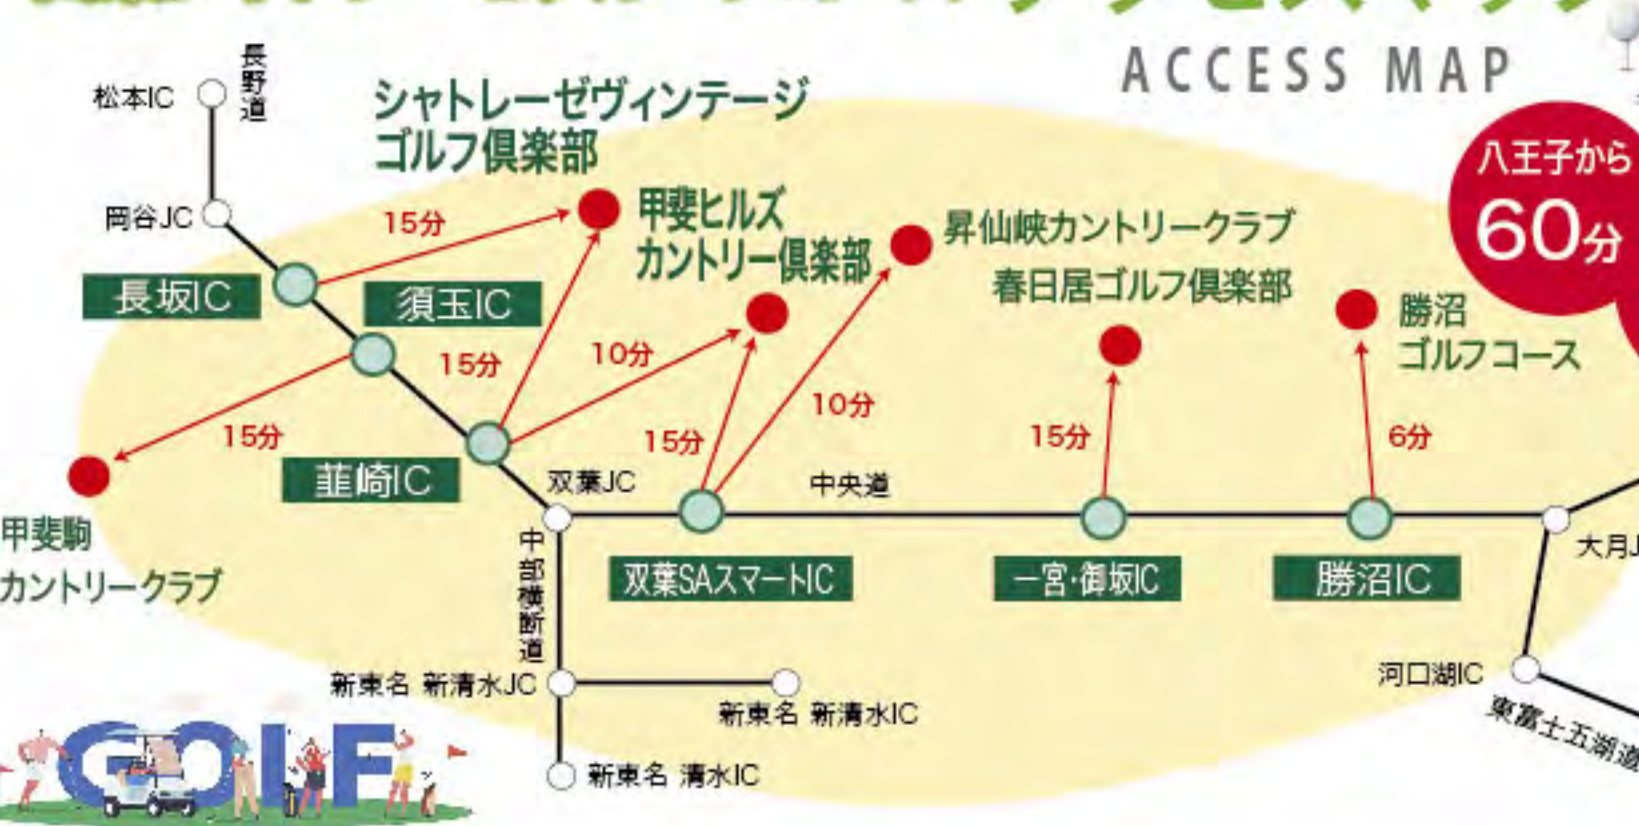 ACCESS MAP
長野道
松本IC
岡谷JC
シャトレーゼヴィンテージ
ゴルフ倶楽部
八王子から
60分
15分
甲斐ヒルズ
カントリー倶楽部
昇仙峡カントリークラブ
春日居ゴルフ倶楽部
勝沼
ゴルフコース
長坂IC
須玉IC
15分
10分
10分
15分
15分
15分
6分
韮崎IC
双葉JC
中央道
甲斐駒
カントリークラブ
中部横断道
双葉SAスマートIC
一宮・御坂IC
勝沼IC
大月J
新東名 新清水JC
新東名 新清水IC
河口湖IC
東富士五湖道
新東名 清水IC
GOLF